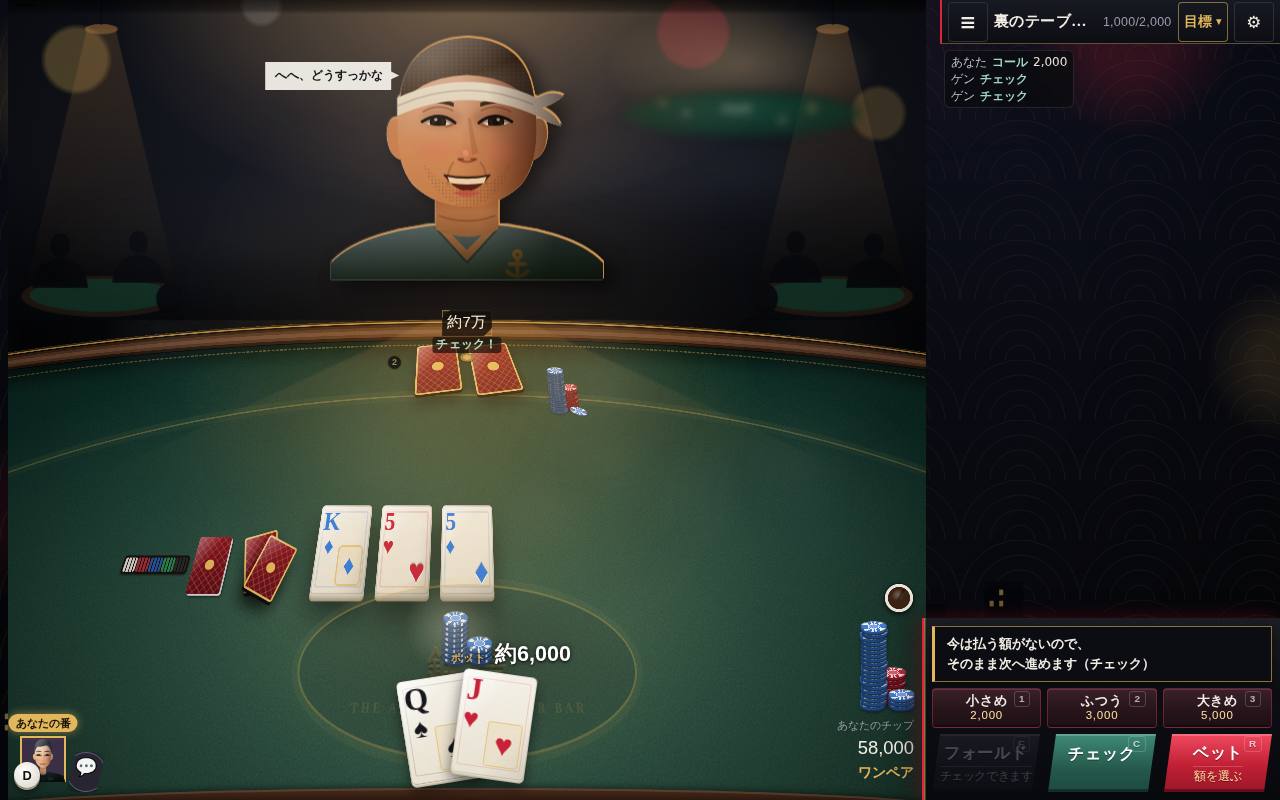 へへ、どうすっかな
約7万
チェック！
2
K
5
5
ポット 約6,000
Q
J
THE
BAR
あなたの番
D
あなたのチップ
58,000
ワンペア
裏のテーブ… 1,000/2,000 目標▾
あなた コール 2,000
ゲン チェック
ゲン チェック
今は払う額がないので、
そのまま次へ進めます（チェック）
小さめ 1
2,000
ふつう 2
3,000
大きめ 3
5,000
フォールド F
チェックできます
チェック C
ベット R
額を選ぶ